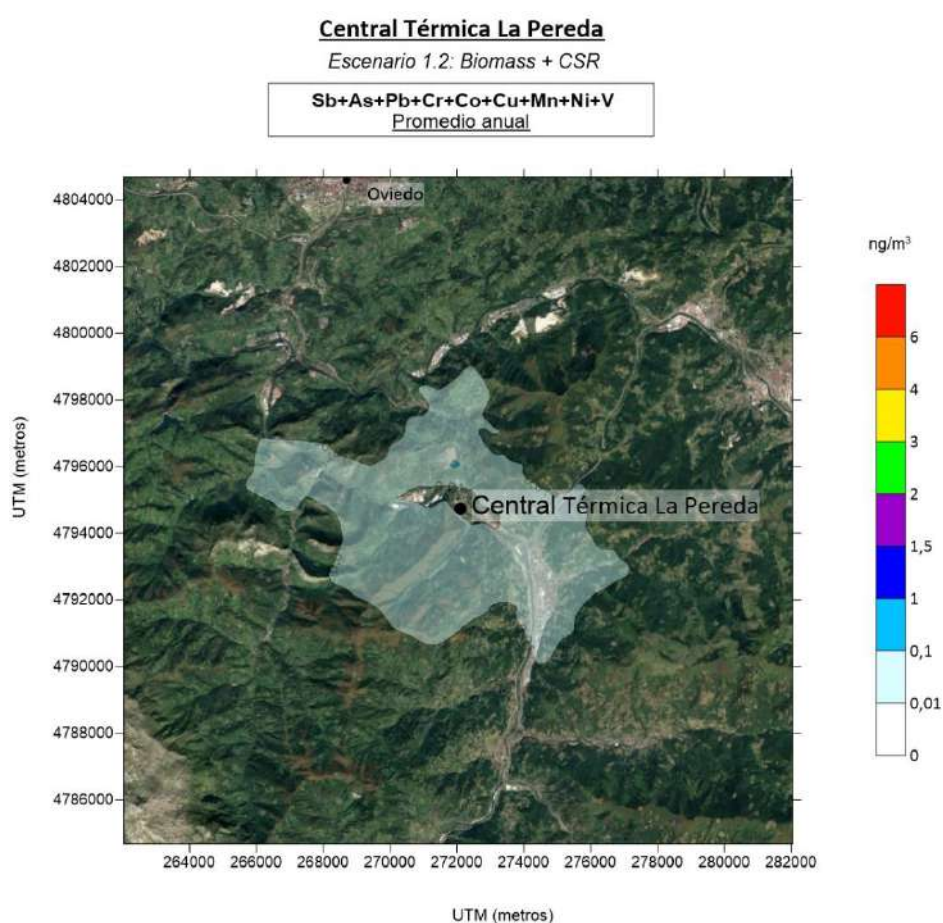 Central Térmica La Pereda
Escenario 1.2: Biomass + CSR
Sb+As+Pb+Cr+Co+Cu+Mn+Ni+V
Promedio anual
Oviedo
Central Térmica La Pereda
UTM (metros)
4804000
4802000
4800000
4798000
4796000
4794000
4792000
4790000
4788000
4786000
264000 266000 268000 270000 272000 274000 276000 278000 280000 282000
UTM (metros)
ng/m³
6
4
3
2
1,5
1
0,1
0,01
0